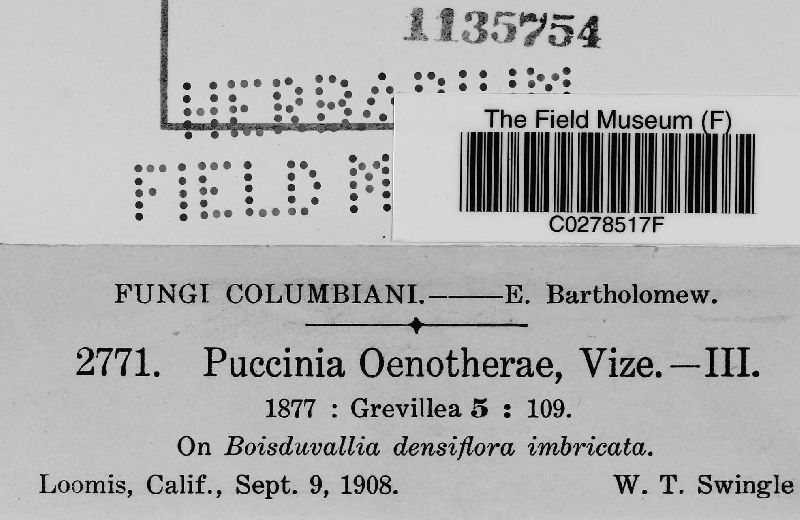 1135754
HERBARIUM
The Field Museum (F)
FIELD M
C0278517F
FUNGI COLUMBIANI.———E. Bartholomew.
2771. Puccinia Oenotherae, Vize.—III.
1877 : Grevillea 5 : 109.
On Boisduvallia densiflora imbricata.
Loomis, Calif., Sept. 9, 1908. W. T. Swingle